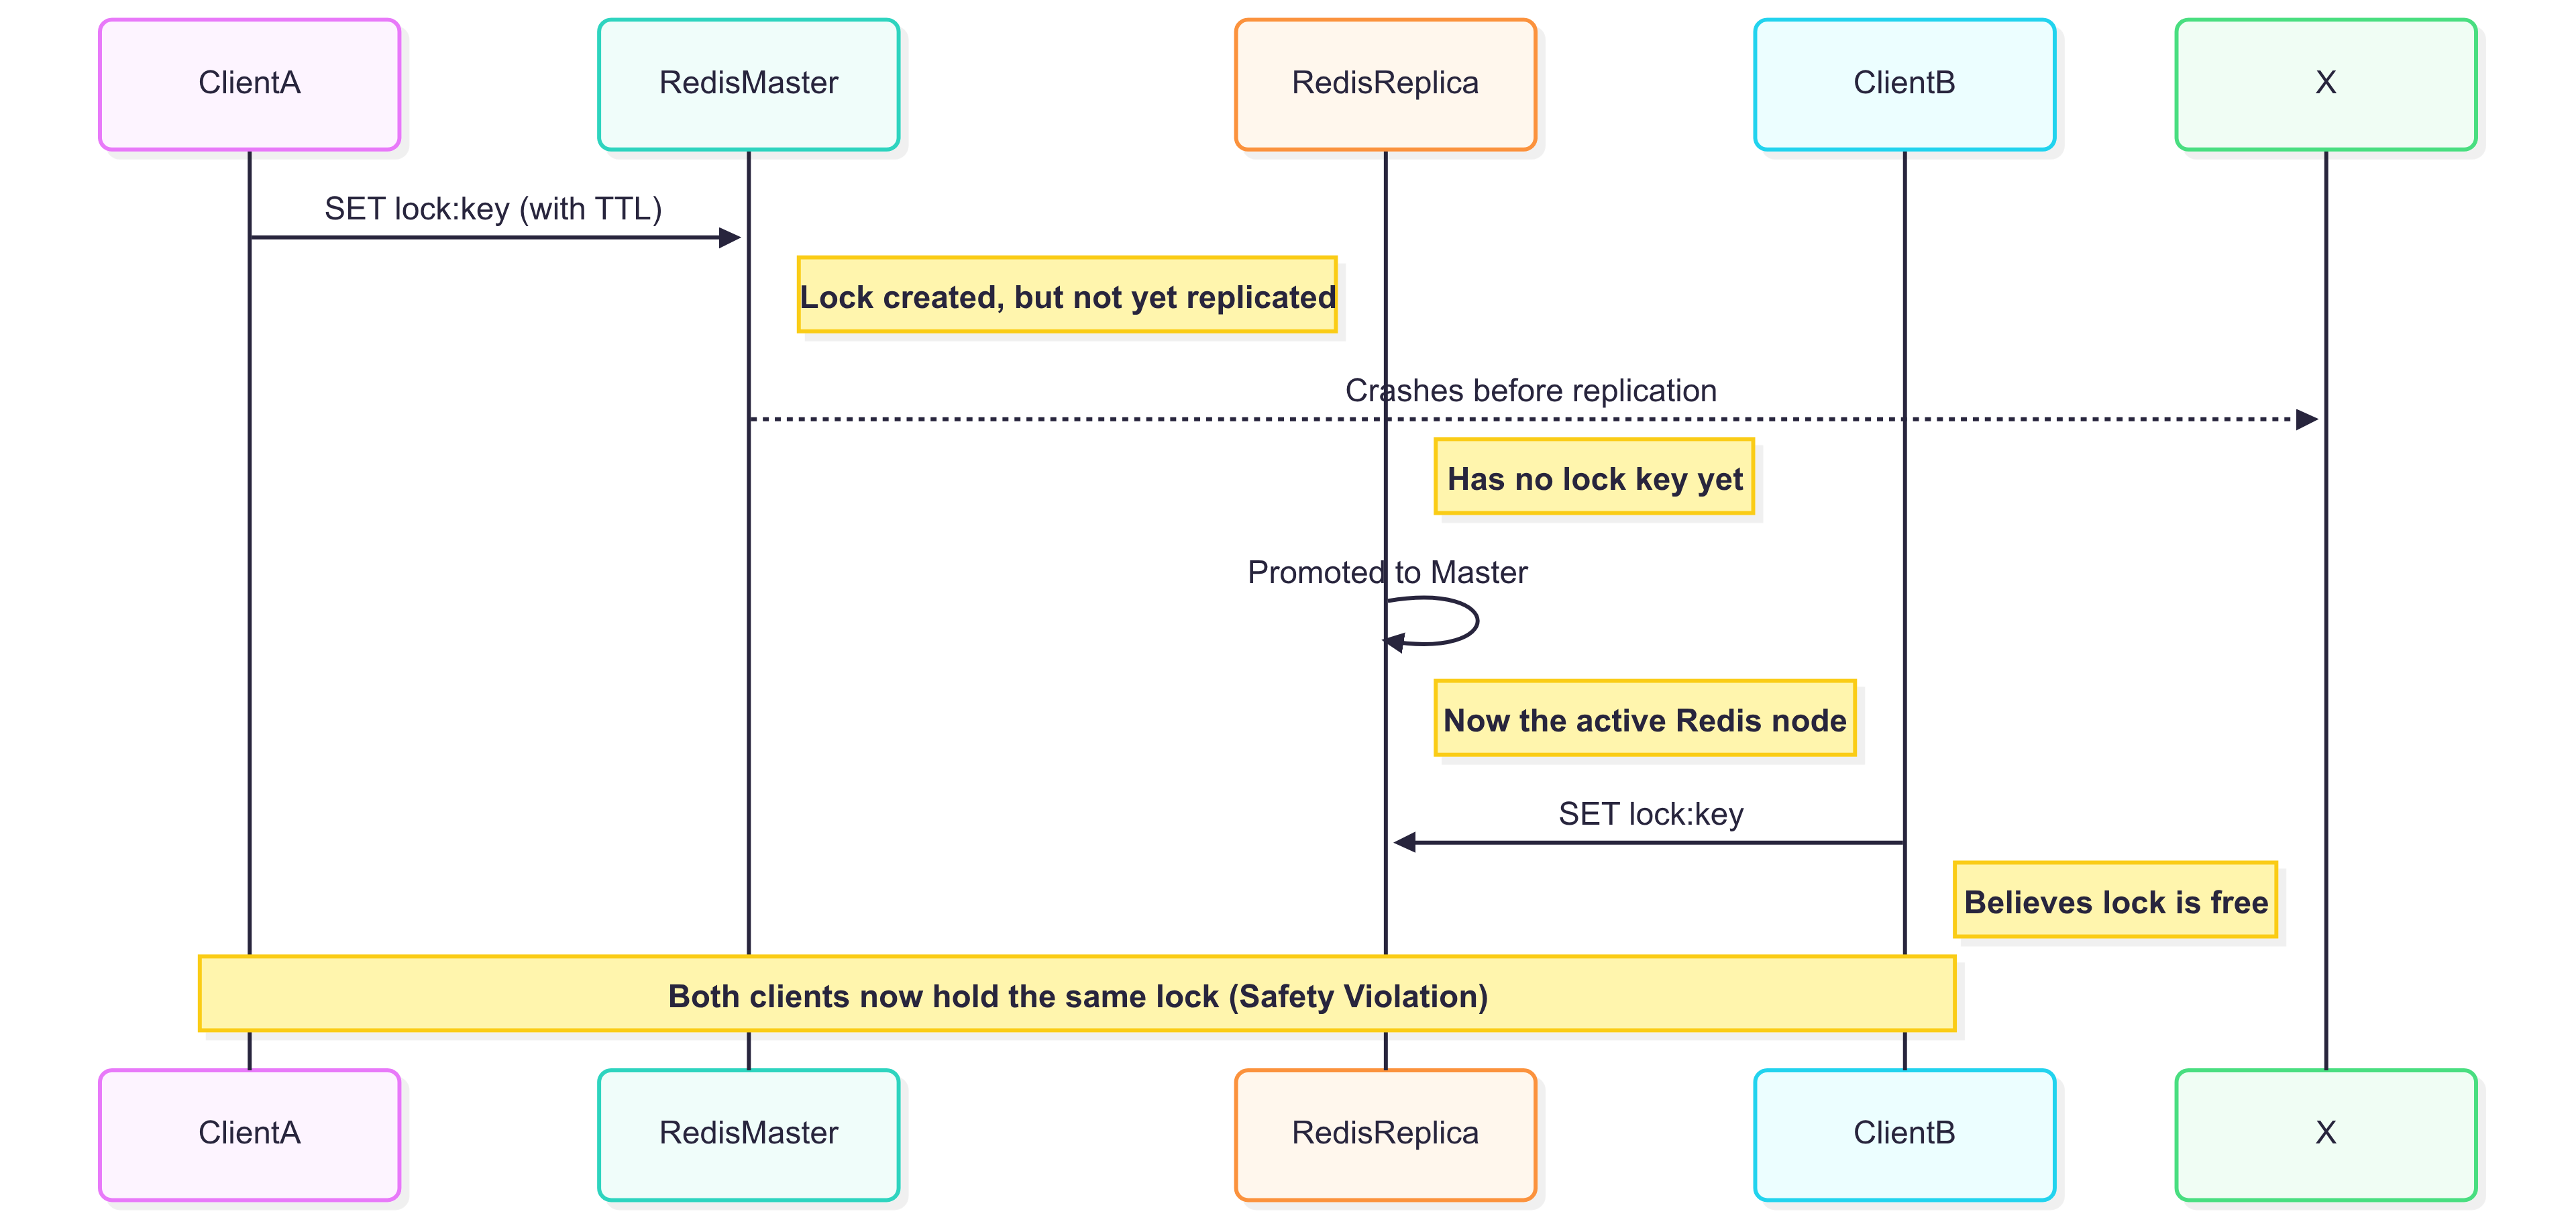 ClientA
RedisMaster
RedisReplica
ClientB
X
SET lock:key (with TTL)
Lock created, but not yet replicated
Crashes before replication
Has no lock key yet
Promoted to Master
Now the active Redis node
SET lock:key
Believes lock is free
Both clients now hold the same lock (Safety Violation)
ClientA
RedisMaster
RedisReplica
ClientB
X